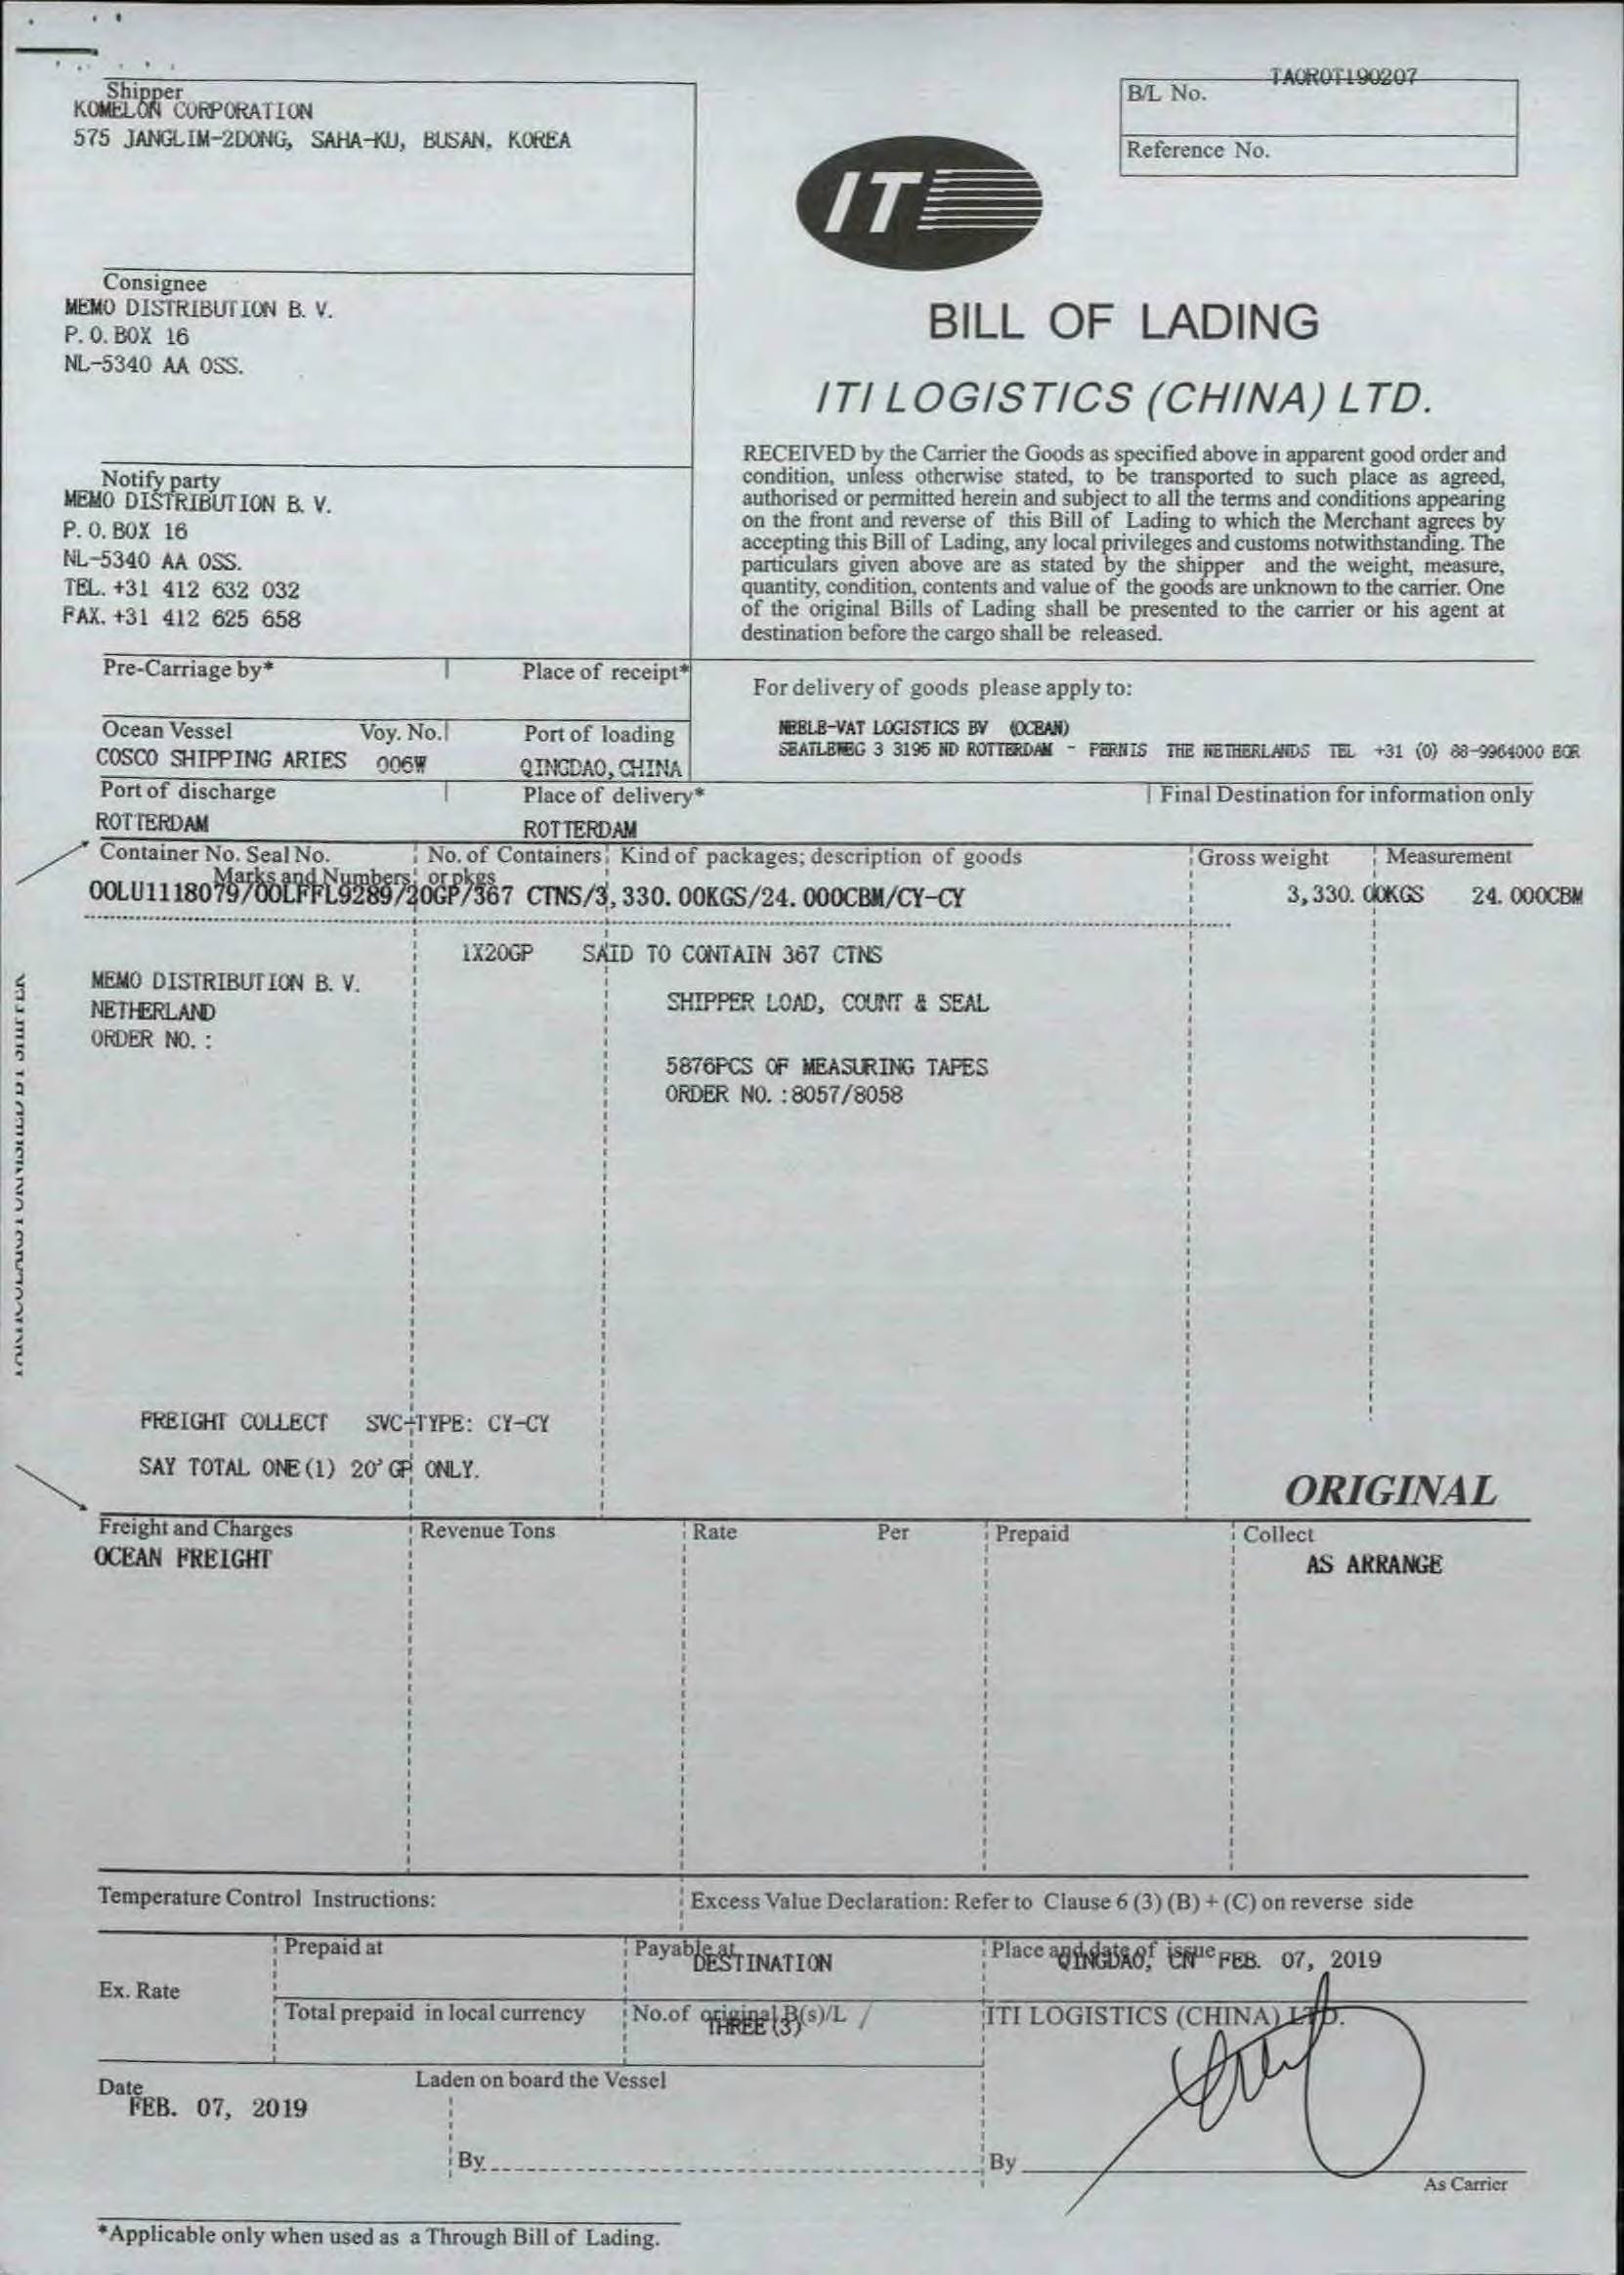 Shipper
KOMELON CORPORATION
575 JANGLIM-2DONG, SAHA-KU, BUSAN, KOREA
TAOROT190207
B/L No.
Reference No.
ITI
Consignee
MEMO DISTRIBUTION B. V.
P. O. BOX 16
NL-5340 AA OSS.
BILL OF LADING
ITI LOGISTICS (CHINA) LTD.
RECEIVED by the Carrier the Goods as specified above in apparent good order and
condition, unless otherwise stated, to be transported to such place as agreed,
authorised or permitted herein and subject to all the terms and conditions appearing
on the front and reverse of this Bill of Lading to which the Merchant agrees by
accepting this Bill of Lading, any local privileges and customs notwithstanding. The
particulars given above are as stated by the shipper and the weight, measure,
quantity, condition, contents and value of the goods are unknown to the carrier. One
of the original Bills of Lading shall be presented to the carrier or his agent at
destination before the cargo shall be released.
Notify party
MEMO DISTRIBUTION B. V.
P. O. BOX 16
NL-5340 AA OSS.
TEL. +31 412 632 032
FAX. +31 412 625 658
Pre-Carriage by* Place of receipt*
For delivery of goods please apply to:
LOGISTICS BV (OCEAN)
3 3195 ND ROTTERDAM - PERNIS THE NETHERLANDS TEL +31 (0) 88-9964000
Ocean Vessel Voy. No. Port of loading
COSCO SHIPPING ARIES 006W QINGDAO, CHINA
Port of discharge Place of delivery* Final Destination for information only
ROTTERDAM ROTTERDAM
Container No. Seal No. No. of Containers Kind of packages; description of goods Gross weight Measurement
Marks and Numbers or pkgs
OOLU1118079/OOLFFL9289/20GP/367 CTNS/3,330.00KGS/24.000CBM/CY-CY 3,330.00KGS 24.000CBM
1X20GP SAID TO CONTAIN 367 CTNS
MEMO DISTRIBUTION B. V.
NETHERLAND
ORDER NO. :
SHIPPER LOAD, COUNT & SEAL
5876PCS OF MEASURING TAPES
ORDER NO. :8057/8058
FREIGHT COLLECT SVC-TYPE: CY-CY
SAY TOTAL ONE(1) 20' GP ONLY.
ORIGINAL
Freight and Charges Revenue Tons Rate Per Prepaid Collect
OCEAN FREIGHT AS ARRANGE
Temperature Control Instructions: Excess Value Declaration: Refer to Clause 6 (3) (B) + (C) on reverse side
Ex. Rate
Prepaid at Payable at Place and date of issue
DESTINATION QINGDAO, CN FEB. 07, 2019
Total prepaid in local currency No.of original B(s)/L ITI LOGISTICS (CHINA) LTD.
THREE (3)
Date
FEB. 07, 2019
Laden on board the Vessel
By By
As Carrier
*Applicable only when used as a Through Bill of Lading.